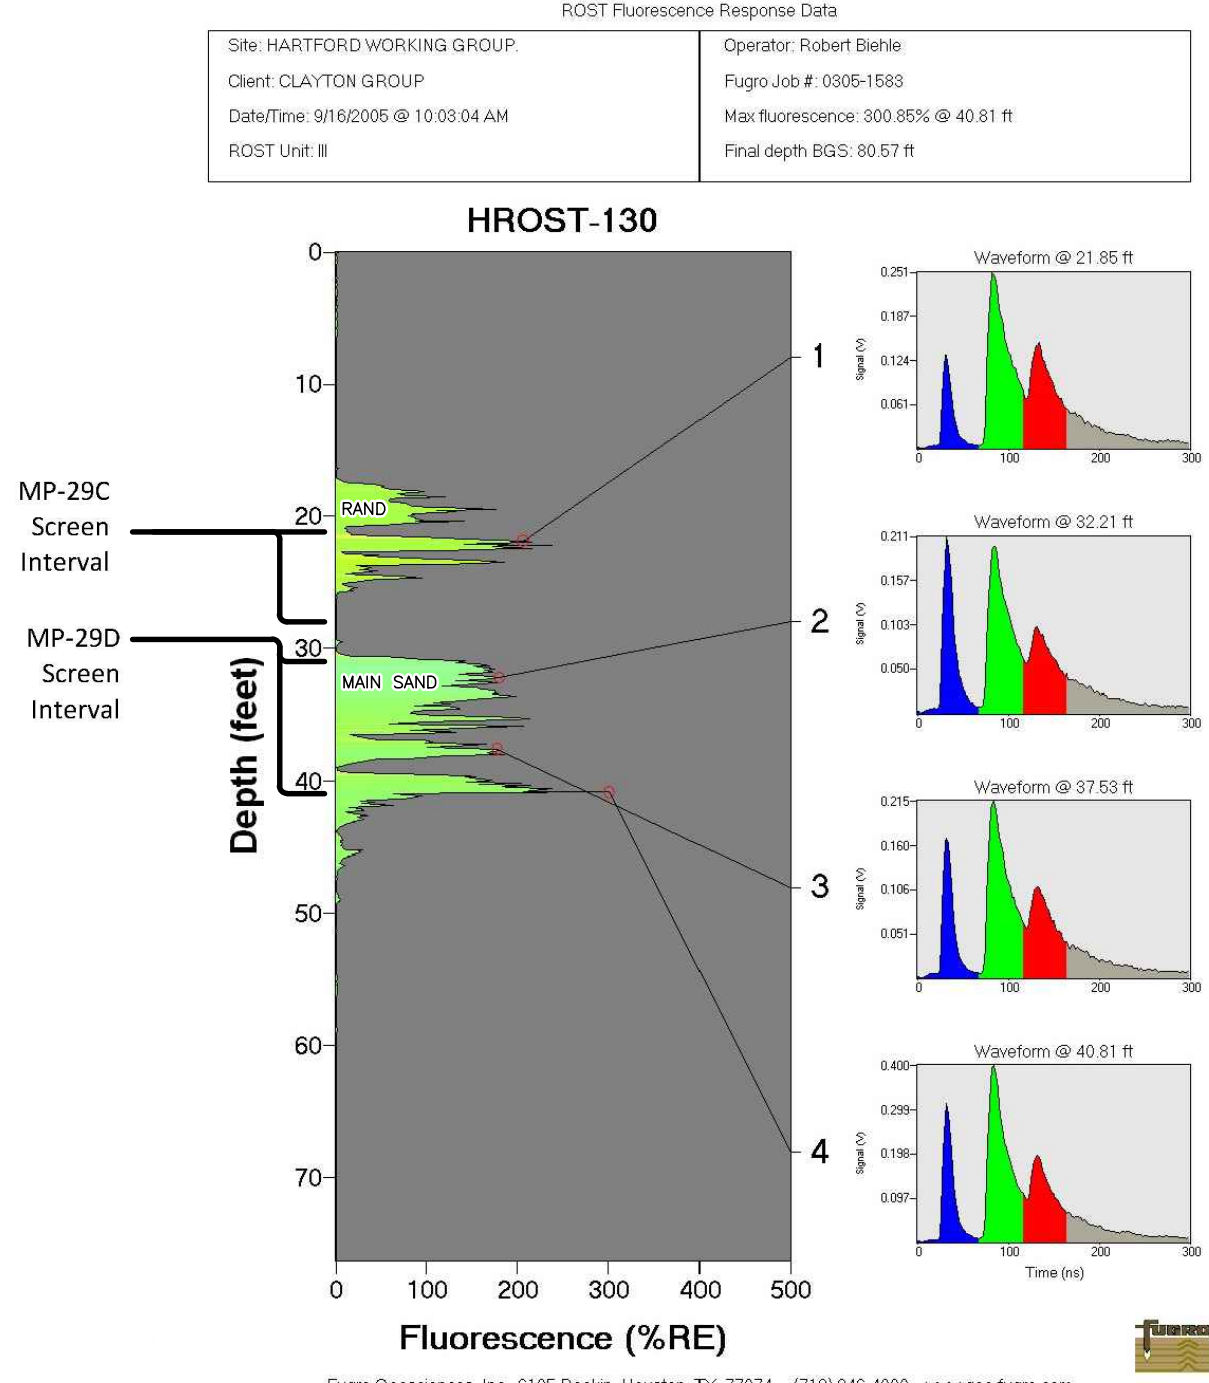 ROST Fluorescence Response Data
Site: HARTFORD WORKING GROUP.
Client: CLAYTON GROUP
Date/Time: 9/16/2005 @ 10:03:04 AM
ROST Unit: III
Operator: Robert Biehle
Fugro Job #: 0305-1583
Max fluorescence: 300.85% @ 40.81 ft
Final depth BGS: 80.57 ft
HROST-130
0
10
20
30
40
50
60
70
Depth (feet)
MP-29C
Screen
Interval
MP-29D
Screen
Interval
RAND
MAIN SAND
1
2
3
4
0 100 200 300 400 500
Fluorescence (%RE)
Waveform @ 21.85 ft
0.251
0.187
0.124
0.061
Signal (V)
0 100 200 300
Waveform @ 32.21 ft
0.211
0.157
0.103
0.050
Signal (V)
0 100 200 300
Waveform @ 37.53 ft
0.215
0.160
0.106
0.051
Signal (V)
0 100 200 300
Waveform @ 40.81 ft
0.400
0.299
0.198
0.097
Signal (V)
0 100 200 300
Time (ns)
fugro